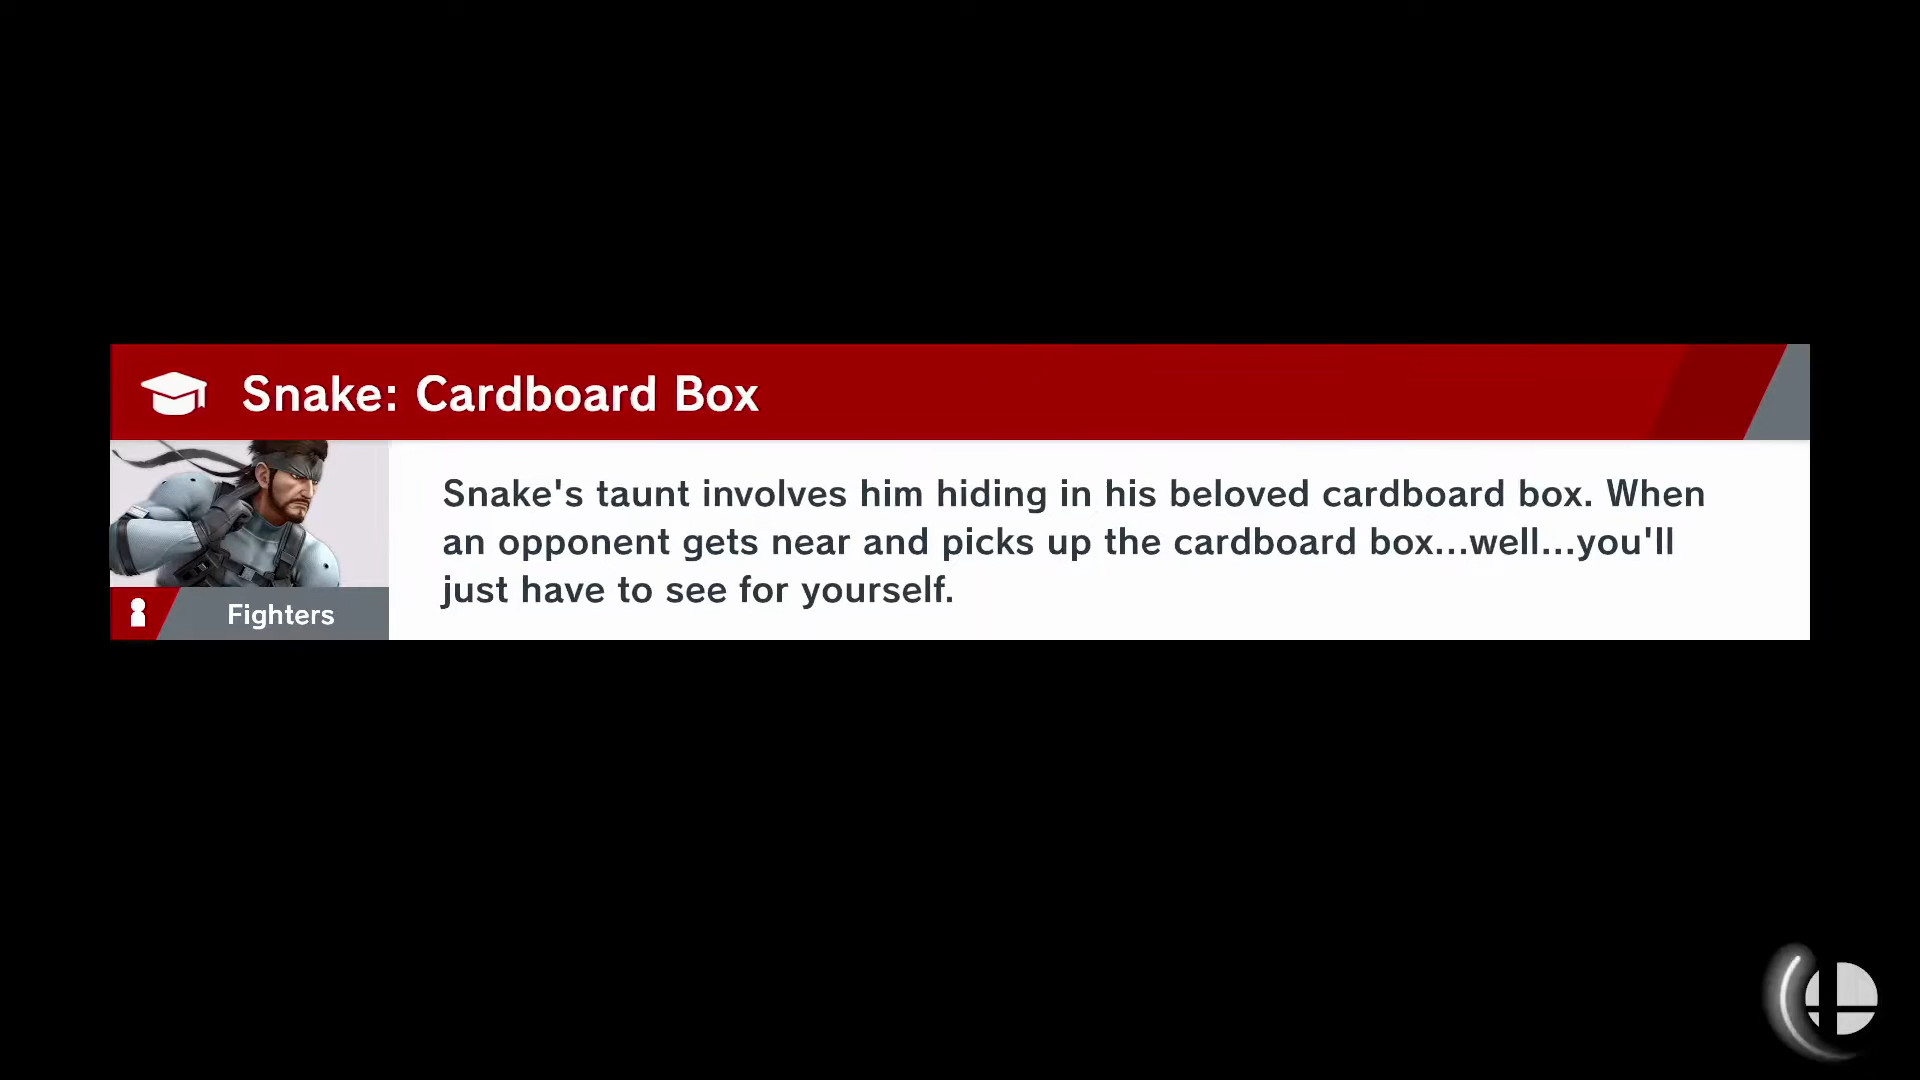 Snake: Cardboard Box
Snake's taunt involves him hiding in his beloved cardboard box. When
an opponent gets near and picks up the cardboard box...well...you'll
just have to see for yourself.
Fighters